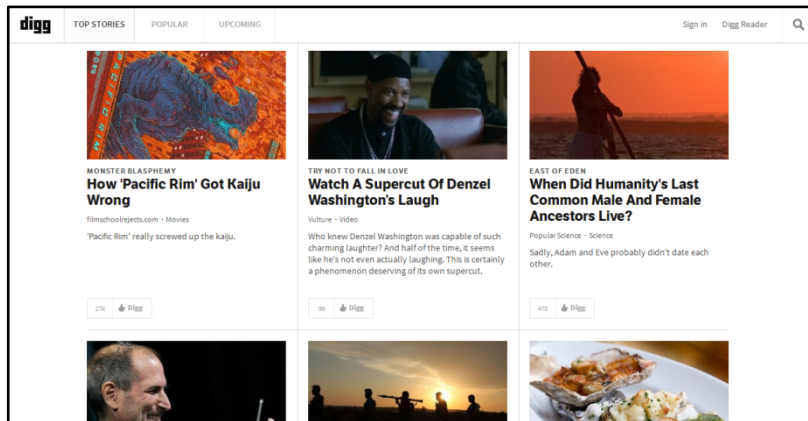 digg TOP STORIES POPULAR UPCOMING Sign in Digg Reader
PACIFIC RIM
MONSTER BLASPHEMY
How 'Pacific Rim' Got Kaiju
Wrong
filmschoolrejects.com · Movies
'Pacific Rim' really screwed up the kaiju.
276 Digg
TRY NOT TO FALL IN LOVE
Watch A Supercut Of Denzel
Washington's Laugh
Vulture · Video
Who knew Denzel Washington was capable of such
charming laughter? And half of the time, it seems
like he's not even actually laughing. This is certainly
a phenomenon deserving of its own supercut.
Digg
EAST OF EDEN
When Did Humanity's Last
Common Male And Female
Ancestors Live?
Popular Science · Science
Sadly, Adam and Eve probably didn't date each
other.
473 Digg